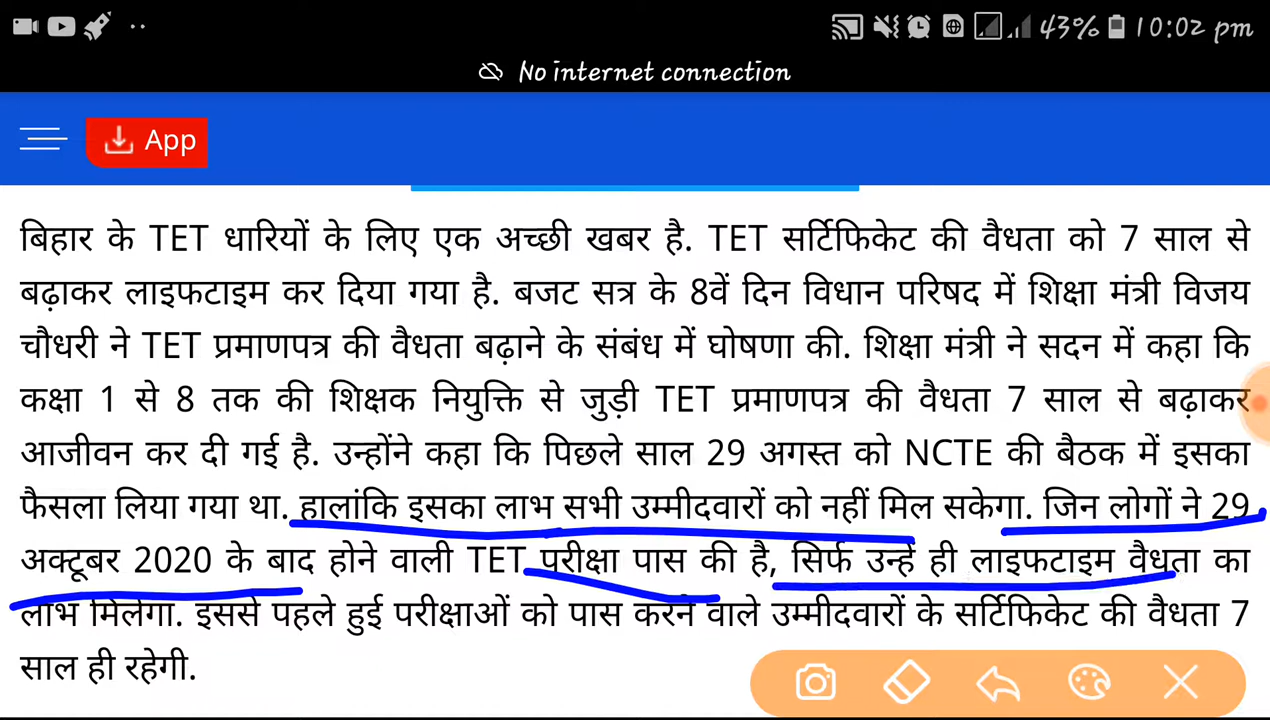 43% 10:02 pm
No internet connection
App
बिहार के TET धारियों के लिए एक अच्छी खबर है. TET सर्टिफिकेट की वैधता को 7 साल से
बढ़ाकर लाइफटाइम कर दिया गया है. बजट सत्र के 8वें दिन विधान परिषद में शिक्षा मंत्री विजय
चौधरी ने TET प्रमाणपत्र की वैधता बढ़ाने के संबंध में घोषणा की. शिक्षा मंत्री ने सदन में कहा कि
कक्षा 1 से 8 तक की शिक्षक नियुक्ति से जुड़ी TET प्रमाणपत्र की वैधता 7 साल से बढ़ाकर
आजीवन कर दी गई है. उन्होंने कहा कि पिछले साल 29 अगस्त को NCTE की बैठक में इसका
फैसला लिया गया था. हालांकि इसका लाभ सभी उम्मीदवारों को नहीं मिल सकेगा. जिन लोगों ने 29
अक्टूबर 2020 के बाद होने वाली TET परीक्षा पास की है, सिर्फ उन्हें ही लाइफटाइम वैधता का
लाभ मिलेगा. इससे पहले हुई परीक्षाओं को पास करने वाले उम्मीदवारों के सर्टिफिकेट की वैधता 7
साल ही रहेगी.